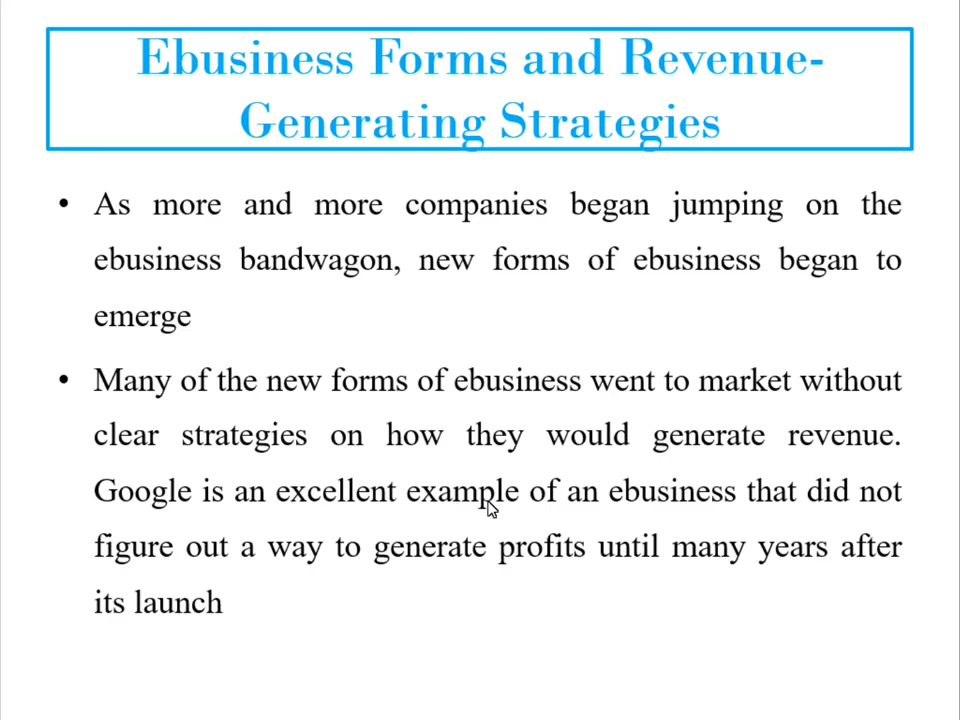 Ebusiness Forms and Revenue-
Generating Strategies
• As more and more companies began jumping on the
ebusiness bandwagon, new forms of ebusiness began to
emerge
• Many of the new forms of ebusiness went to market without
clear strategies on how they would generate revenue.
Google is an excellent example of an ebusiness that did not
figure out a way to generate profits until many years after
its launch